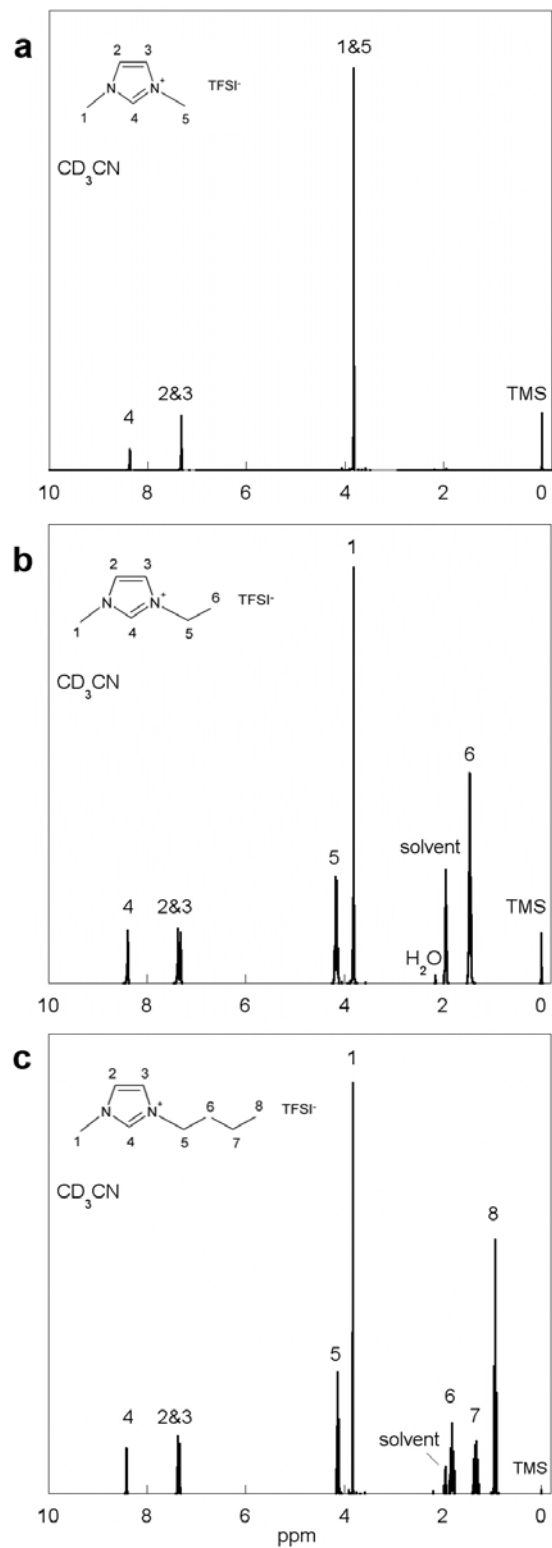 a
1&5
2 3
N N+
TFSI-
1 4 5
CD3CN
2&3
4
TMS
10 8 6 4 2 0
b
1
2 3
6
N N+
TFSI-
1 4
5
CD3CN
6
5
solvent
4 2&3
TMS
H2O
10 8 6 4 2 0
c
1
2 3
6 8
N N+
TFSI-
1 4
5 7
CD3CN
8
5
6
4 2&3
7
solvent
TMS
10 8 6 4 2 0
ppm